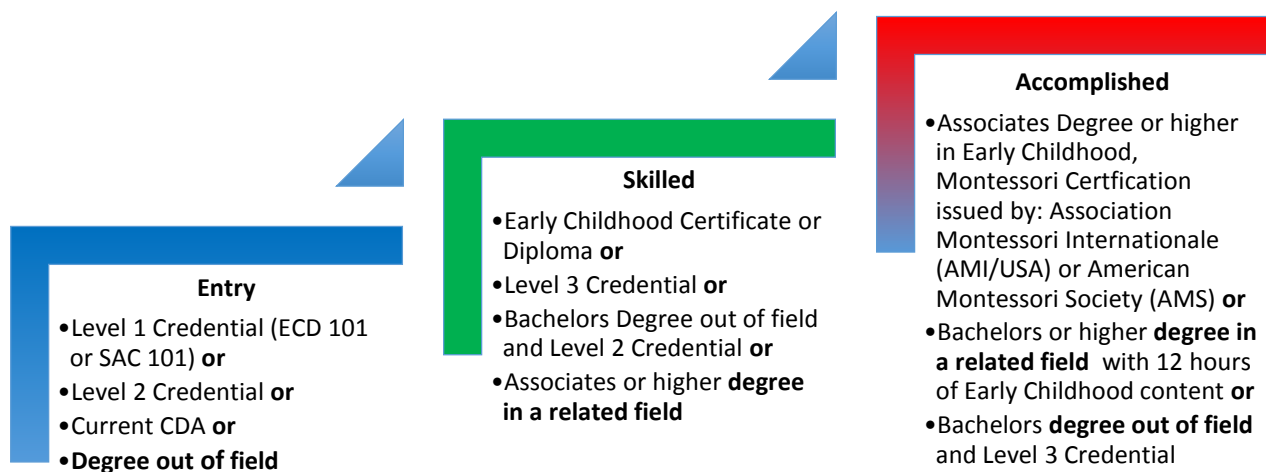 Entry
•Level 1 Credential (ECD 101
or SAC 101) or
•Level 2 Credential or
•Current CDA or
•Degree out of field
Skilled
•Early Childhood Certificate or
Diploma or
•Level 3 Credential or
•Bachelors Degree out of field
and Level 2 Credential or
•Associates or higher degree
in a related field
Accomplished
•Associates Degree or higher
in Early Childhood,
Montessori Certfication
issued by: Association
Montessori Internationale
(AMI/USA) or American
Montessori Society (AMS) or
•Bachelors or higher degree in
a related field with 12 hours
of Early Childhood content or
•Bachelors degree out of field
and Level 3 Credential